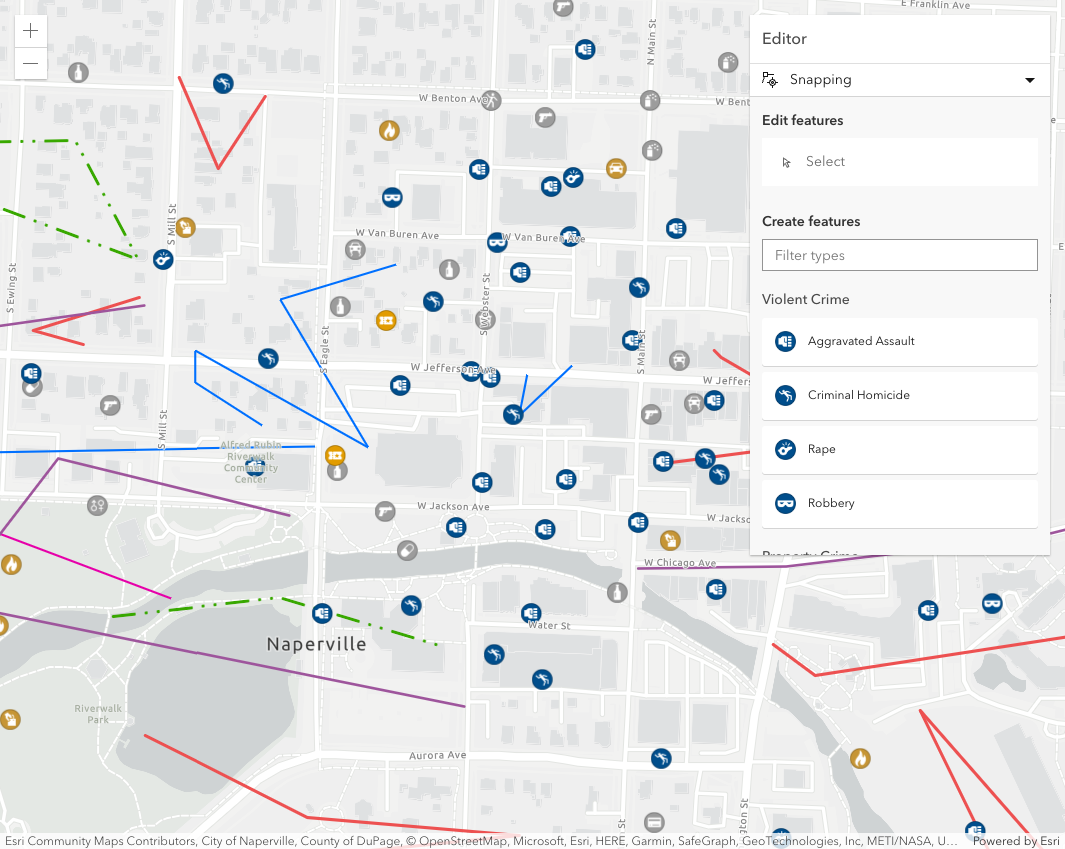 E Franklin Ave
N Main St
Editor
Snapping
W Benton Ave
W Bent
Edit features
Select
S Mill St
Create features
W Van Buren Ave
W Van Buren Ave
Filter types
S Ewing St
S Webster St
Violent Crime
S Eagle St
S Main St
Aggravated Assault
W Jefferson Ave
W Jeffers
Criminal Homicide
S Mill St
Alfred Rubin
Riverwalk
Community
Center
Rape
W Jackson Ave
W Jackso
Robbery
Property Crime
W Chicago Ave
Water St
Naperville
Riverwalk
Park
Aurora Ave
ngton St
St
Esri Community Maps Contributors, City of Naperville, County of DuPage, © OpenStreetMap, Microsoft, Esri, HERE, Garmin, SafeGraph, GeoTechnologies, Inc, METI/NASA, U...
Powered by Esri